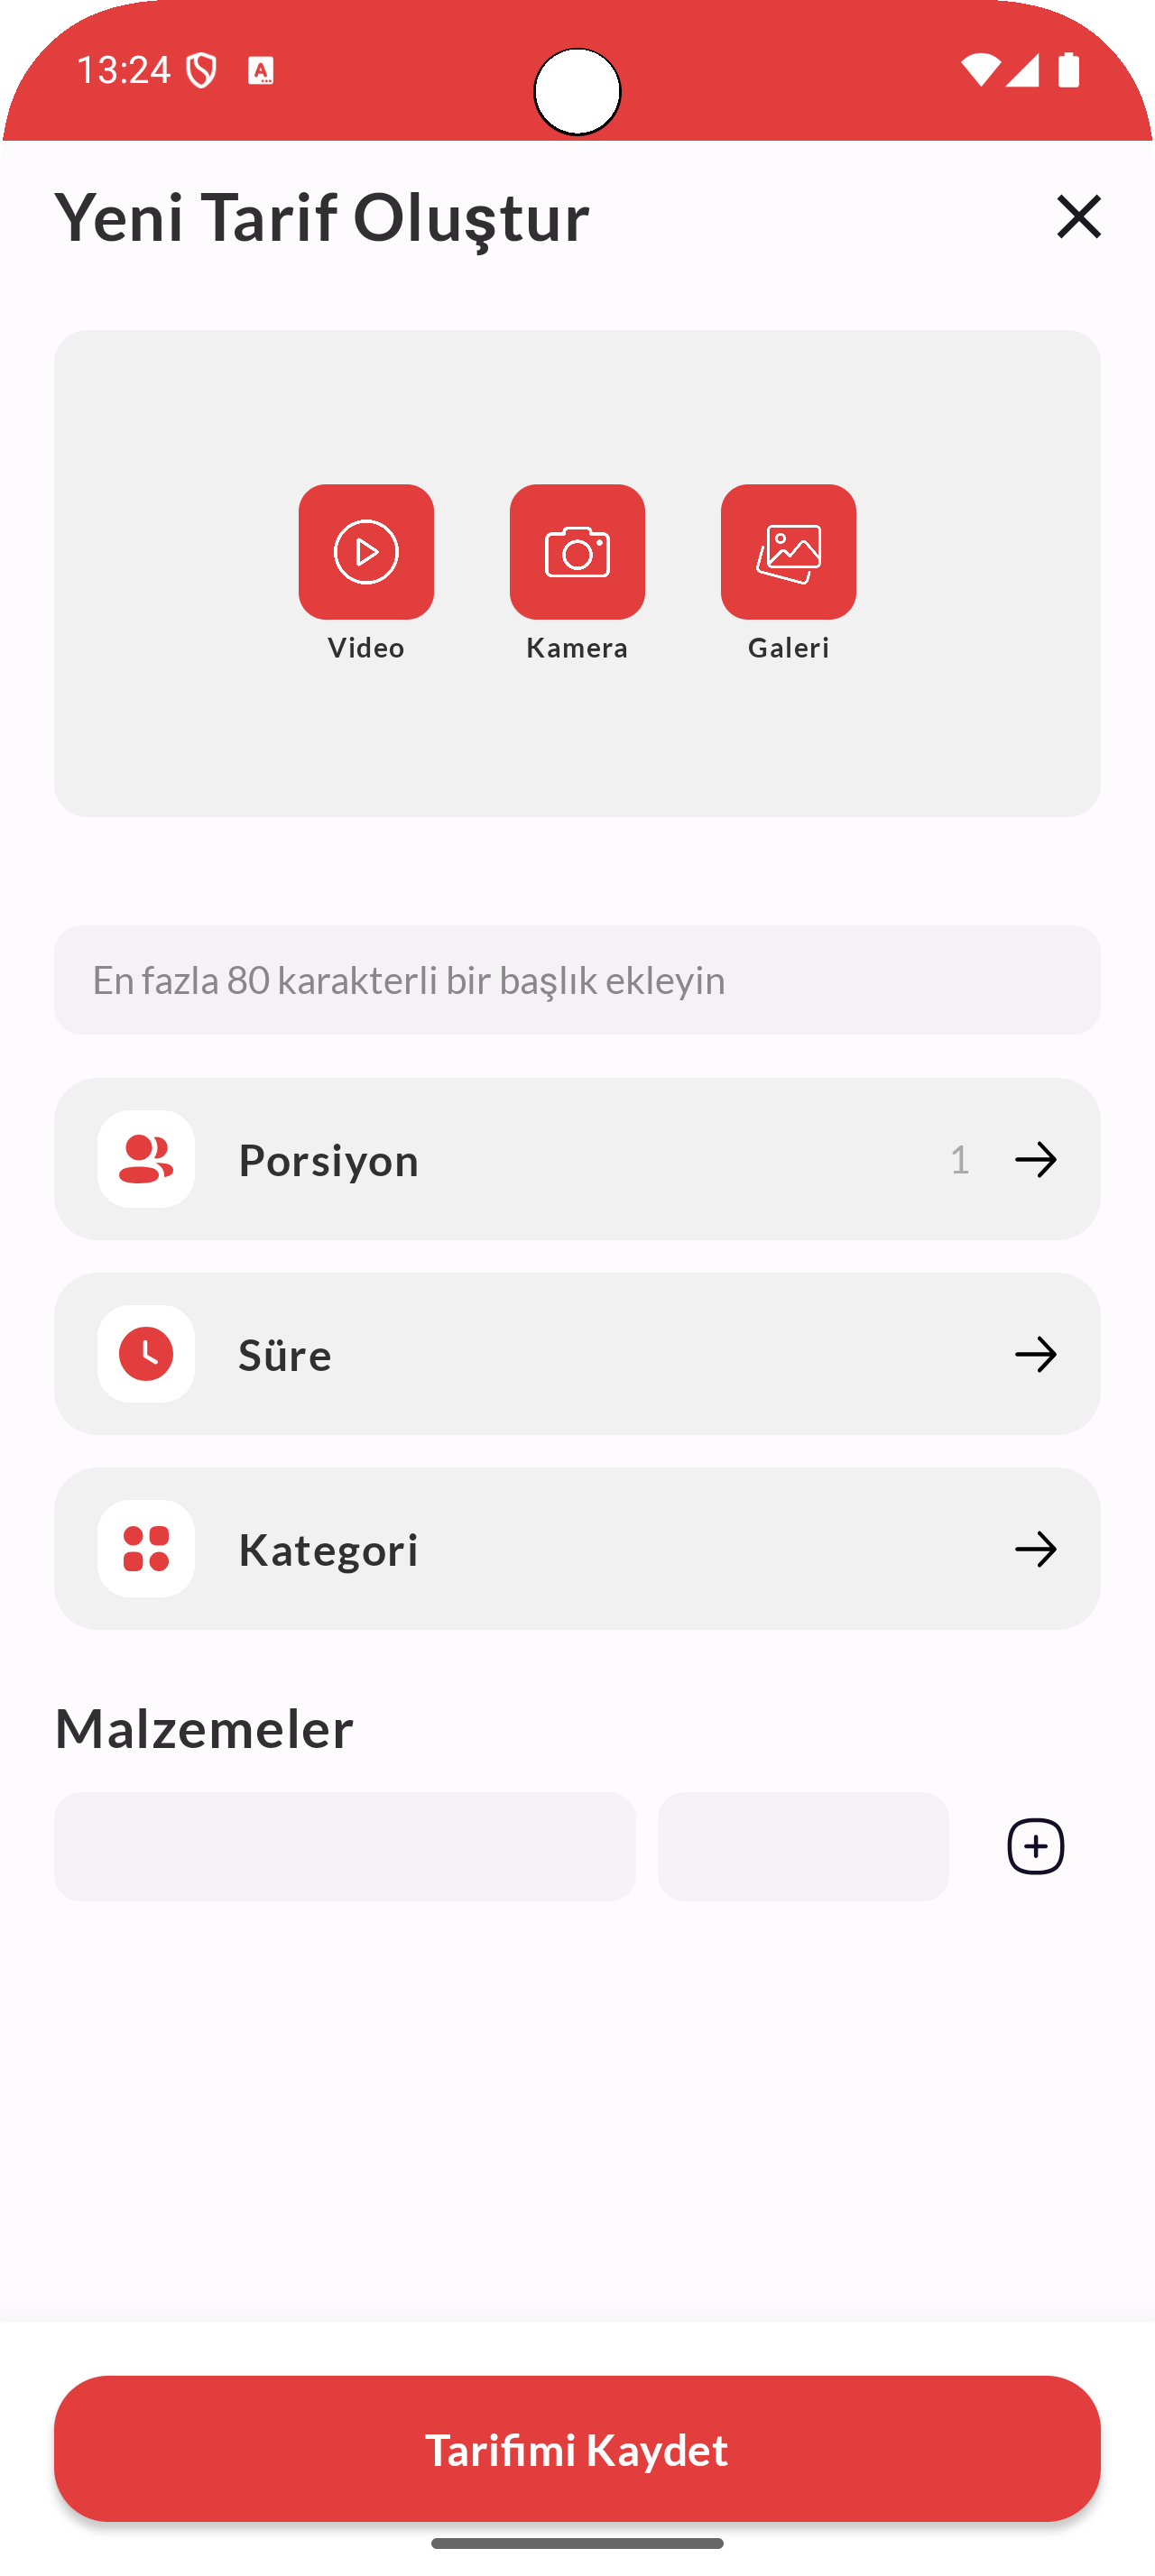 13:24
Yeni Tarif Oluştur
Video
Kamera
Galeri
En fazla 80 karakterli bir başlık ekleyin
Porsiyon 1
Süre
Kategori
Malzemeler
Tarifimi Kaydet